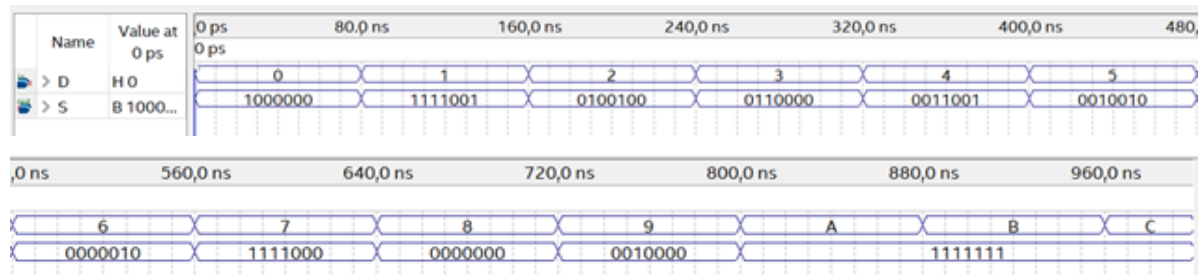 Name Value at 0 ps
0 ps 80.0 ns 160,0 ns 240,0 ns 320,0 ns 400,0 ns 480,
0 ps
> D H 0 0 1 2 3 4 5
> S B 1000... 1000000 1111001 0100100 0110000 0011001 0010010
,0 ns 560,0 ns 640,0 ns 720,0 ns 800,0 ns 880,0 ns 960,0 ns
6 7 8 9 A B C
0000010 1111000 0000000 0010000 1111111